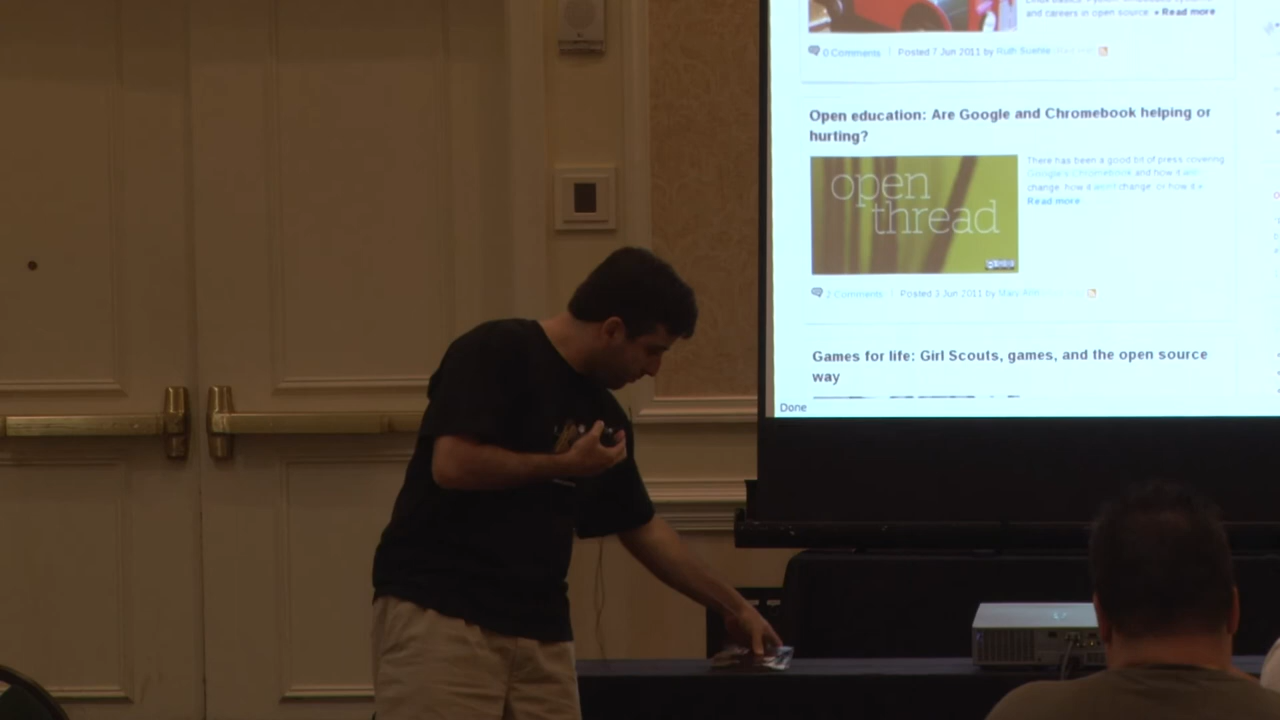 and careers in open source. • Read more
0 Comments | Posted 7 Jun 2011 by Ruth Suehle
Open education: Are Google and Chromebook helping or
hurting?
open
thread
There has been a good bit of press covering
Google's Chromebook and how it will
change, how it won't change, or how it •
Read more
2 Comments | Posted 3 Jun 2011 by Mary Ann
Games for life: Girl Scouts, games, and the open source
way
Done